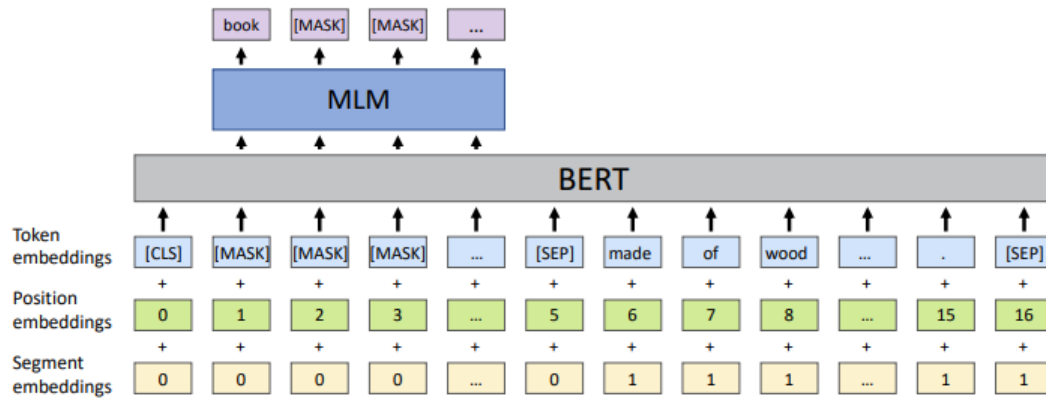 book [MASK] [MASK] ...
MLM
BERT
Token embeddings [CLS] [MASK] [MASK] [MASK] ... [SEP] made of wood ... . [SEP]
+ + + + + + + + + + + +
Position embeddings 0 1 2 3 ... 5 6 7 8 ... 15 16
+ + + + + + + + + + + +
Segment embeddings 0 0 0 0 ... 0 1 1 1 ... 1 1